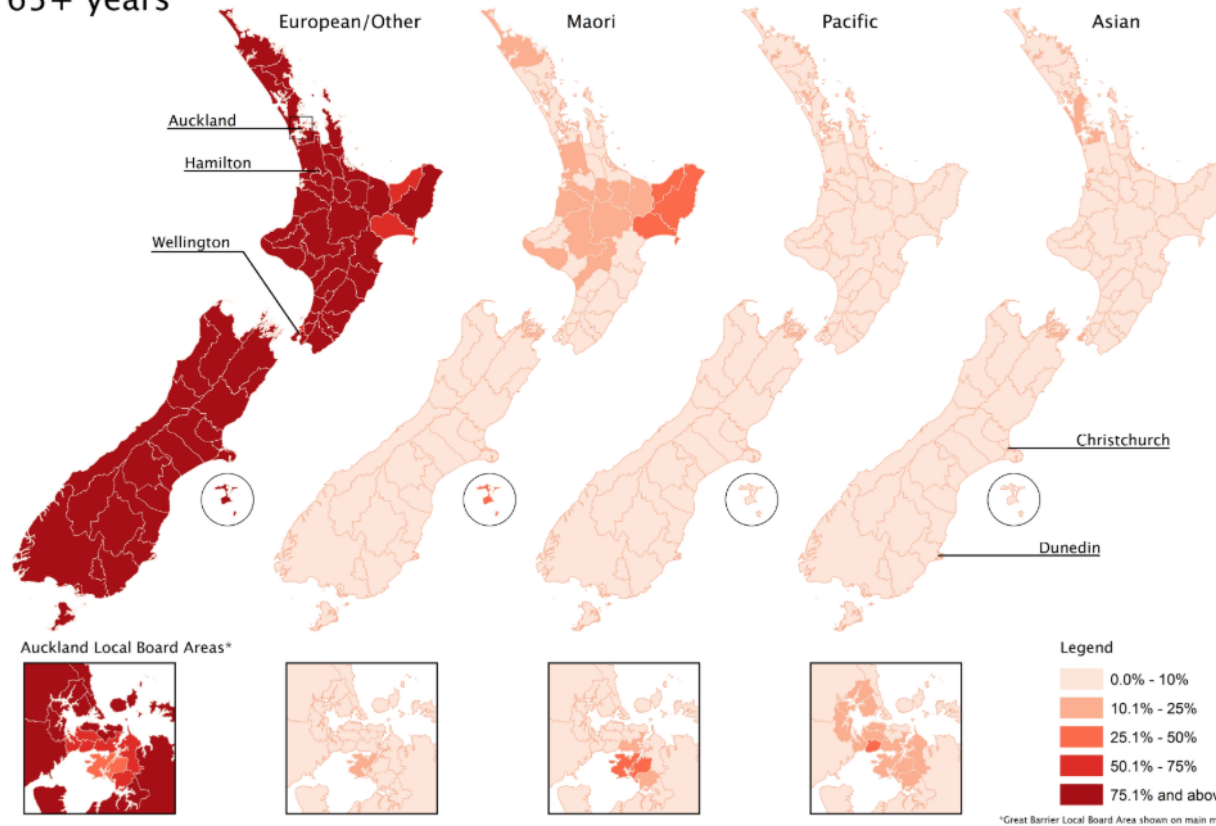 65+ years
European/Other
Maori
Pacific
Asian
Auckland
Hamilton
Wellington
Christchurch
Dunedin
Auckland Local Board Areas*
Legend
0.0% - 10%
10.1% - 25%
25.1% - 50%
50.1% - 75%
75.1% and abov
*Great Barrier Local Board Area shown on main m